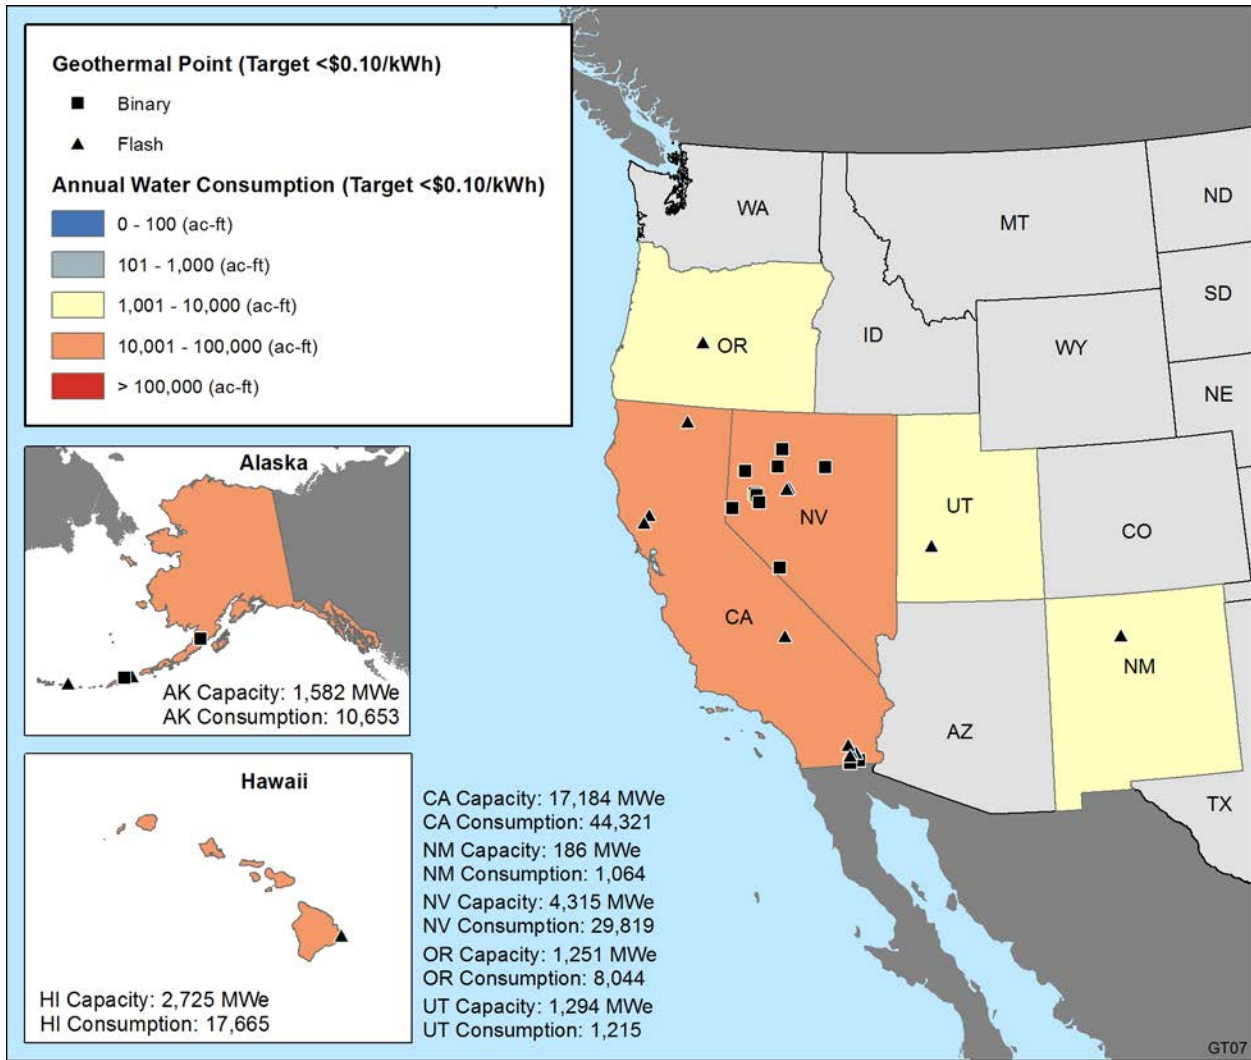 Geothermal Point (Target <$0.10/kWh)
Binary
Flash
Annual Water Consumption (Target <$0.10/kWh)
0 - 100 (ac-ft)
101 - 1,000 (ac-ft)
1,001 - 10,000 (ac-ft)
10,001 - 100,000 (ac-ft)
> 100,000 (ac-ft)
WA
MT
ND
SD
OR
ID
WY
NE
NV
UT
CO
CA
NM
AZ
TX
Alaska
AK Capacity: 1,582 MWe
AK Consumption: 10,653
Hawaii
HI Capacity: 2,725 MWe
HI Consumption: 17,665
CA Capacity: 17,184 MWe
CA Consumption: 44,321
NM Capacity: 186 MWe
NM Consumption: 1,064
NV Capacity: 4,315 MWe
NV Consumption: 29,819
OR Capacity: 1,251 MWe
OR Consumption: 8,044
UT Capacity: 1,294 MWe
UT Consumption: 1,215
GT07